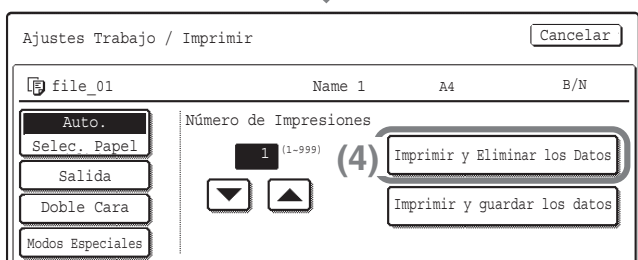 Ajustes Trabajo / Imprimir
Cancelar
file_01 Name 1 A4 B/N
Auto.
Selec. Papel
Número de Impresiones
1 (1~999)
(4)
Imprimir y Eliminar los Datos
Salida
Doble Cara
Imprimir y guardar los datos
Modos Especiales